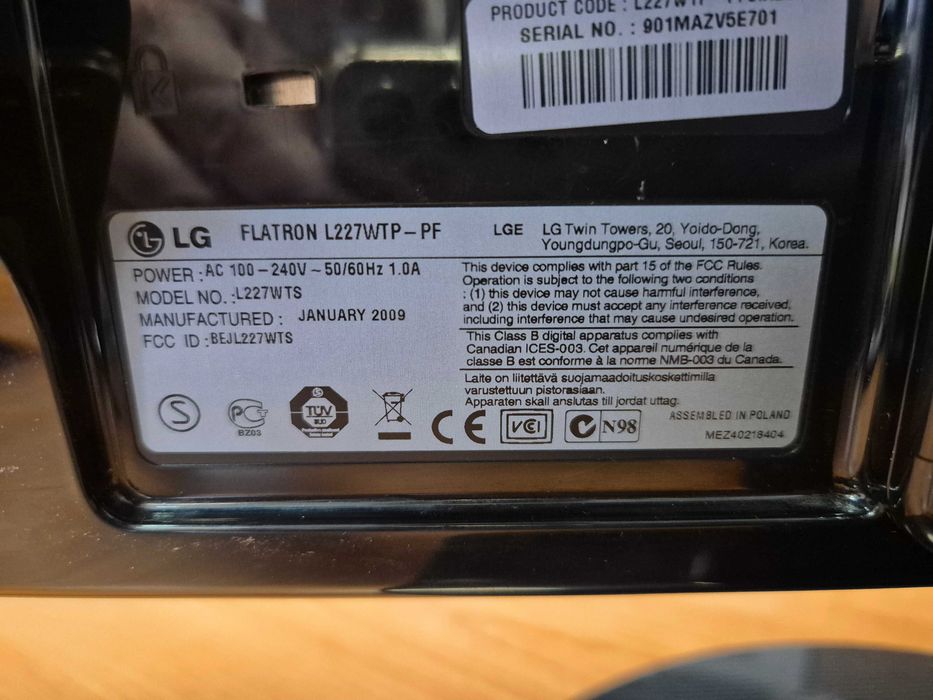 PRODUCT CODE : L227WTP
SERIAL NO. : 901MAZV5E701
LG FLATRON L227WTP-PF
LGE LG Twin Towers, 20, Yoido-Dong,
Youngdungpo-Gu, Seoul, 150-721, Korea.
POWER : AC 100-240V~50/60Hz 1.0A
MODEL NO. : L227WTS
MANUFACTURED : JANUARY 2009
FCC ID : BEJL227WTS
This device complies with part 15 of the FCC Rules.
Operation is subject to the following two conditions
: (1) this device may not cause harmful interference,
and (2) this device must accept any interference received,
including interference that may cause undesired operation.
This Class B digital apparatus complies with
Canadian ICES-003. Cet appareil numérique de la
classe B est conforme à la norme NMB-003 du Canada.
Laite on liitettävä suojamaadoituskoskettimilla
varustettuun pistorasiaan.
Apparaten skall anslutas till jordat uttag.
S
PCT
BZ03
TÜV
SÜD
CE
VCI
N98
ASSEMBLED IN POLAND
MEZ40218404